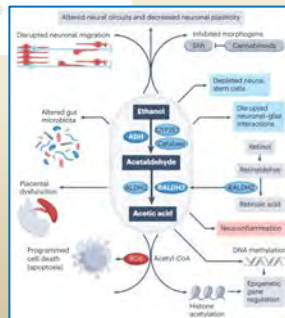 Altered neural circuits and decreased neuronal plasticity
Disrupted neuronal migration
Inhibited morphogens
Shh
Cannabinoids
Depleted neural
stem cells
Disrupted
neuronal-glial
interactions
Altered gut
microbiota
Ethanol
ADH
CYP2E1
Catalase
Acetaldehyde
ALDH2
RALDH2
RALDH2
Acetic acid
Retinol
Retinaldehyde
Retinoic acid
Placental
dysfunction
Neuroinflammation
Programmed
cell death
(apoptosis)
ROS
Acetyl CoA
DNA methylation
Histone
acetylation
Epigenetic
gene
regulation